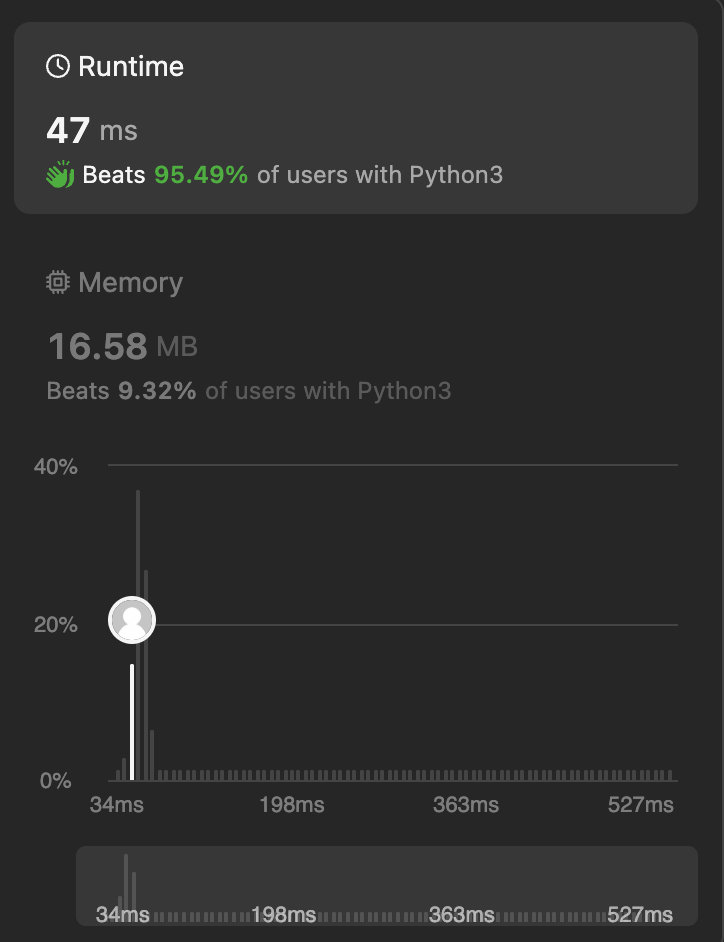 Runtime
47 ms
Beats 95.49% of users with Python3
Memory
16.58 MB
Beats 9.32% of users with Python3
40%
20%
0%
34ms 198ms 363ms 527ms
34ms 198ms 363ms 527ms